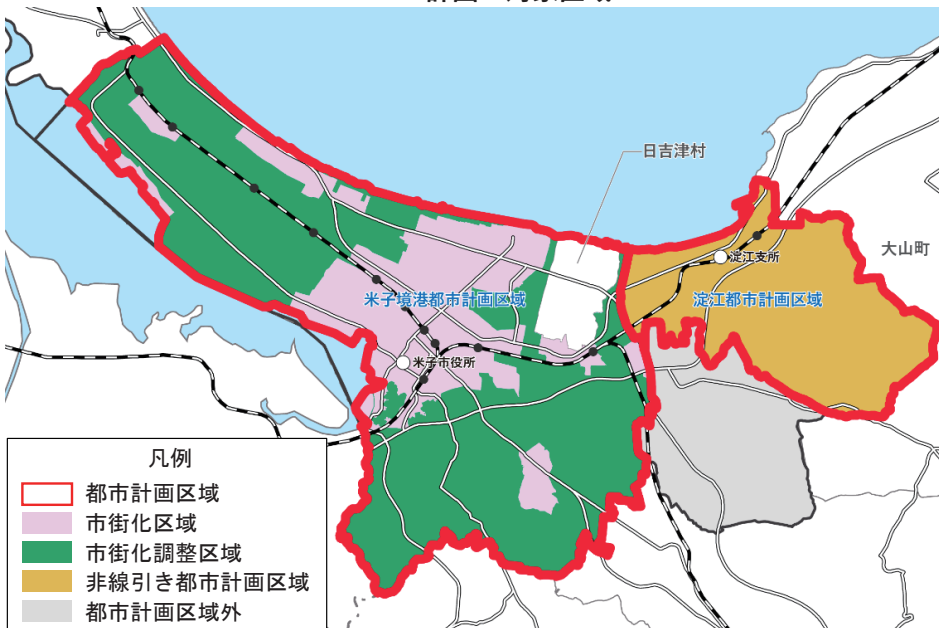 日吉津村
大山町
淀江支所
米子境港都市計画区域
淀江都市計画区域
米子市役所
凡例
都市計画区域
市街化区域
市街化調整区域
非線引き都市計画区域
都市計画区域外